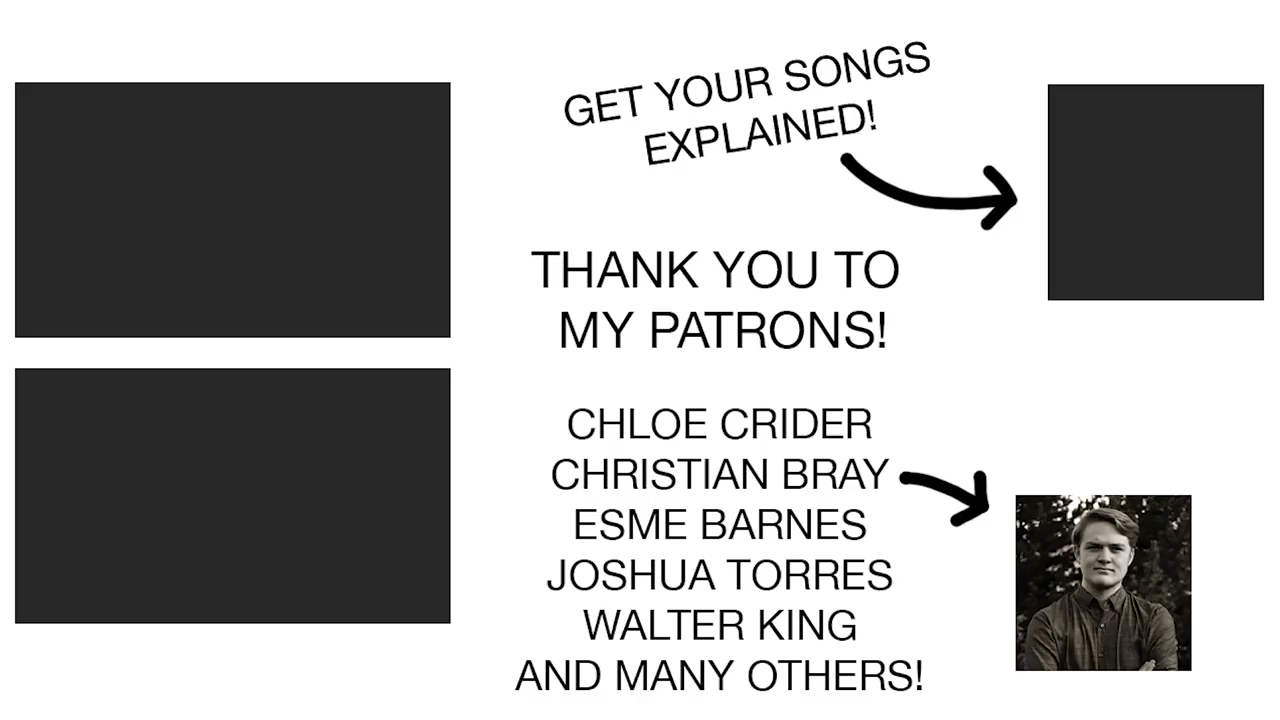 GET YOUR SONGS
EXPLAINED!
THANK YOU TO
MY PATRONS!
CHLOE CRIDER
CHRISTIAN BRAY
ESME BARNES
JOSHUA TORRES
WALTER KING
AND MANY OTHERS!